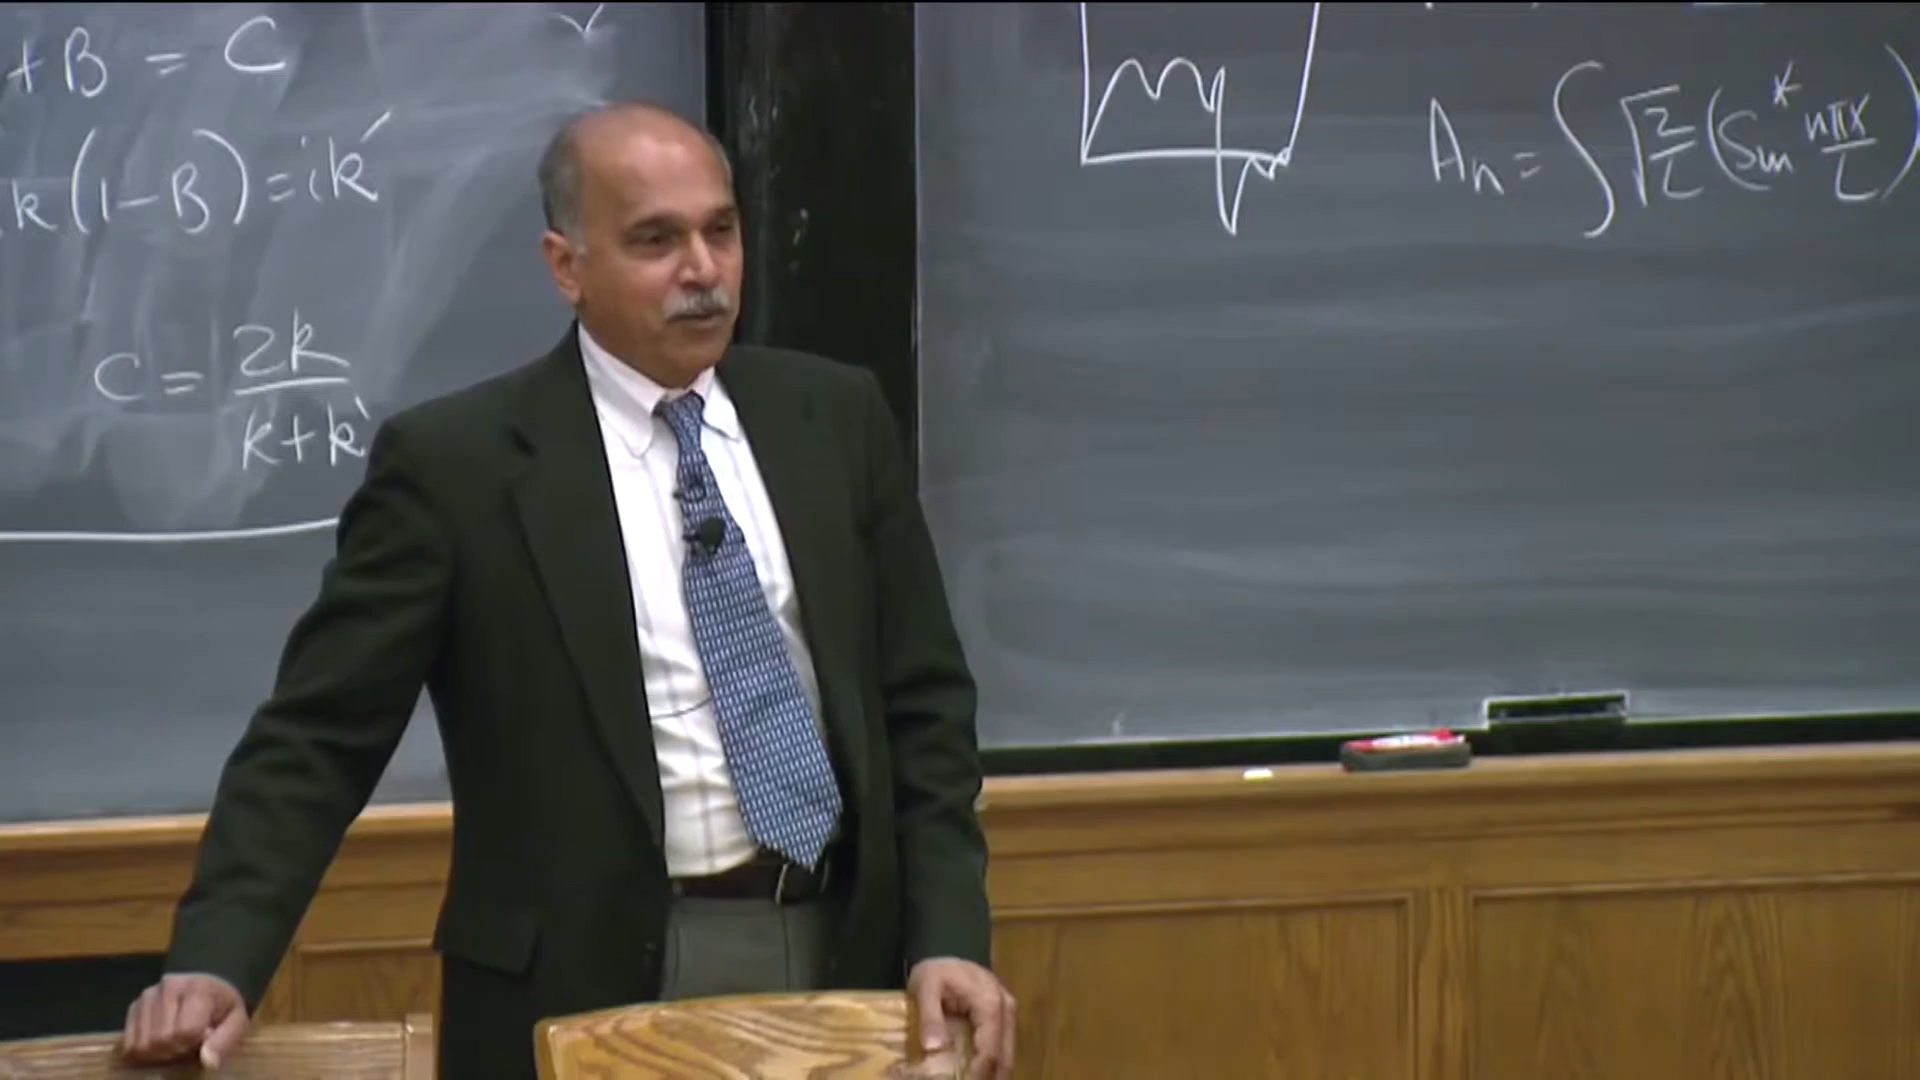 + B = C
k(1-B) = ik'
C = 2k/k+k'
An = ∫ √2/L (Sin* nπx/L)